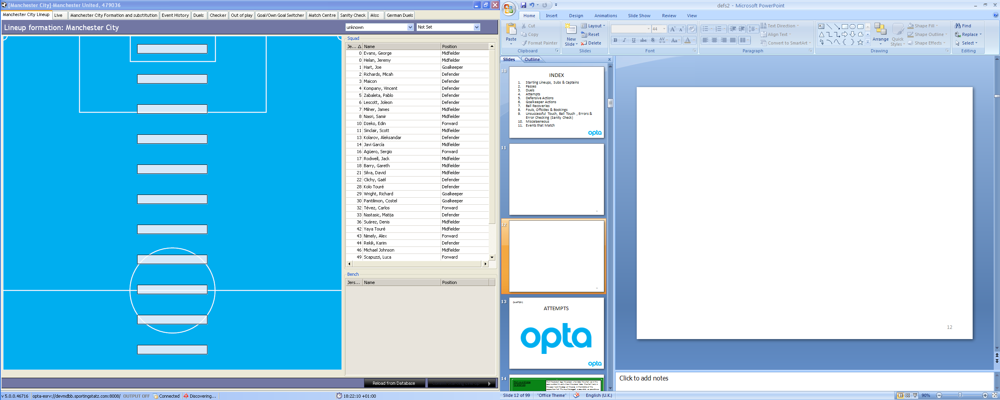 [Manchester City]-Manchester United, 479036
Manchester City Lineup Live Manchester City Formation and substitution Event History Duels Checker Out of play Goal/Own Goal Switcher Match Centre Sanity Check Misc German Duels
Lineup formation: Manchester City
unknown Not Set
Squad
Je... Name Position
0 Evans, George Midfielder
0 Helan, Jeremy Midfielder
1 Hart, Joe Goalkeeper
2 Richards, Micah Defender
3 Maicon Defender
4 Kompany, Vincent Defender
5 Zabaleta, Pablo Defender
6 Lescott, Joleon Defender
7 Milner, James Midfielder
8 Nasri, Samir Midfielder
10 Dzeko, Edin Forward
11 Sinclair, Scott Midfielder
13 Kolarov, Aleksandar Defender
14 Javi García Midfielder
16 Agüero, Sergio Forward
17 Rodwell, Jack Midfielder
18 Barry, Gareth Midfielder
21 Silva, David Midfielder
22 Clichy, Gaël Defender
28 Kolo Touré Defender
29 Wright, Richard Goalkeeper
30 Pantilimon, Costel Goalkeeper
32 Tévez, Carlos Forward
33 Nastasic, Matija Defender
36 Suárez, Denis Midfielder
42 Yaya Touré Midfielder
43 Nimely, Alex Forward
44 Rekik, Karim Defender
46 Michael Johnson Midfielder
49 Scapuzzi, Luca Forward
Bench
Jers... Name Position
Reload from Database
v 5.0.0.46716 opta-esrv://devmdbb.sportingstatz.com:8008/ OUTPUT OFF Connected Discovering... 18:22:10 +01:00
defs2 - Microsoft PowerPoint
Home Insert Design Animations Slide Show Review View
Paste
Cut
Copy
Format Painter
Clipboard
New Slide
Layout
Reset
Delete
Slides
44
B I U abc S AV Aa A
Font
Text Direction
Align Text
Convert to SmartArt
Paragraph
Arrange
Quick Styles
Shape Fill
Shape Outline
Shape Effects
Drawing
Find
Replace
Select
Editing
Slides Outline x
10
INDEX
1. Starting Lineups, Subs & Captains
2. Passes
3. Duels
4. Attempts
5. Defensive Actions
6. Goalkeeper Actions
7. Ball Recoveries
8. Fouls, Offsides & Bookings
9. Unsuccessful Touch, Ball Touch , Errors &
Error Checking (Sanity Check)
10. Miscelaeneous
11. Events that Match
opta
11
12
13
CHAPTER 1
ATTEMPTS
opta
opta
14
Pitch co-ordinates
for attempts
12
Click to add notes
Slide 12 of 99 "Office Theme" English (U.K.) 90%